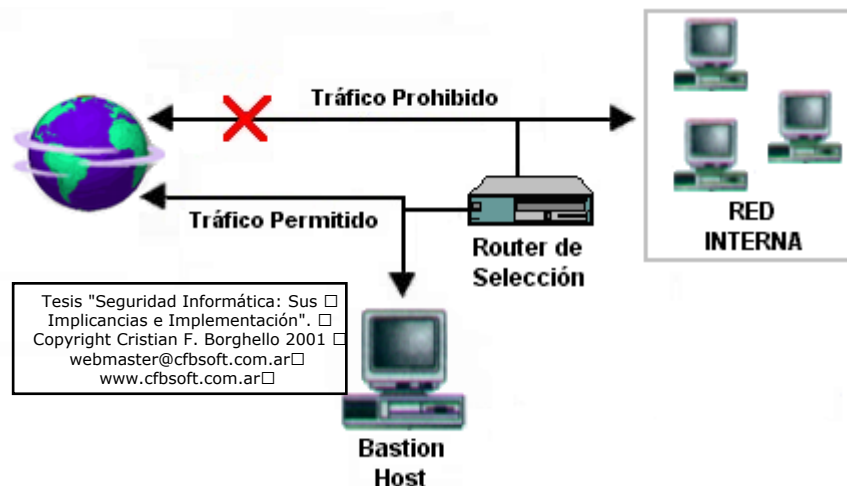 Tráfico Prohibido
Tráfico Permitido
Router de
Selección
RED
INTERNA
Tesis "Seguridad Informática: Sus □
Implicancias e Implementación". □
Copyright Cristian F. Borghello 2001 □
webmaster@cfbsoft.com.ar□
www.cfbsoft.com.ar□
Bastion
Host